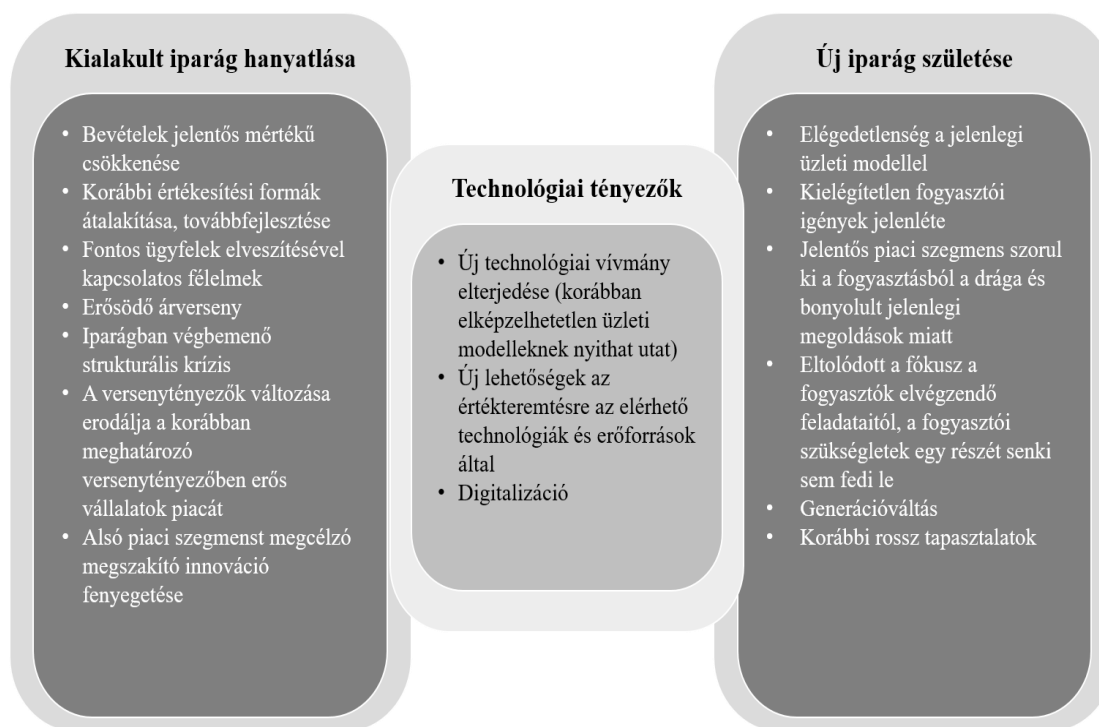 Kialakult iparág hanyatlása
• Bevételek jelentős mértékű
csökkenése
• Korábbi értékesítési formák
átalakítása, továbbfejlesztése
• Fontos ügyfelek elveszítésével
kapcsolatos félelmek
• Erősödő árverseny
• Iparágban végbemenő
strukturális krízis
• A versenytényezők változása
erodálja a korábban
meghatározó
versenytényezőben erős
vállalatok piacát
• Alsó piaci szegmenst megcélzó
megszakító innováció
fenyegetése
Technológiai tényezők
• Új technológiai vívmány
elterjedése (korábban
elképzelhetetlen üzleti
modelleknek nyithat utat)
• Új lehetőségek az
értékteremtésre az elérhető
technológiák és erőforrások
által
• Digitalizáció
Új iparág születése
• Elégedetlenség a jelenlegi
üzleti modellel
• Kielégítetlen fogyasztói
igények jelenléte
• Jelentős piaci szegmens szorul
ki a fogyasztásból a drága és
bonyolult jelenlegi
megoldások miatt
• Eltolódott a fókusz a
fogyasztók elvégzendő
feladataitól, a fogyasztói
szükségletek egy részét senki
sem fedi le
• Generációváltás
• Korábbi rossz tapasztalatok